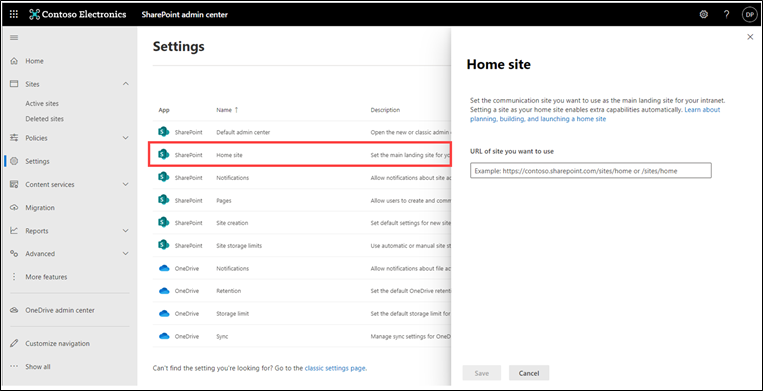 Contoso Electronics SharePoint admin center ? DP
Home
Sites
Active sites
Deleted sites
Policies
Settings
Content services
Migration
Reports
Advanced
More features
OneDrive admin center
Customize navigation
Show all
Settings
App Name ↑ Description
SharePoint Default admin center Open the new or classic admin
SharePoint Home site Set the main landing site for yo
SharePoint Notifications Allow notifications about site ac
SharePoint Pages Allow users to create and comm
SharePoint Site creation Set default settings for new site
SharePoint Site storage limits Use automatic or manual site st
OneDrive Notifications Allow notifications about file ac
OneDrive Retention Set the default OneDrive retenti
OneDrive Storage limit Set the default storage limit for
OneDrive Sync Manage sync settings for OneD
Can't find the setting you're looking for? Go to the classic settings page.
Home site
Set the communication site you want to use as the main landing site for your intranet.
Setting a site as your home site enables extra capabilities automatically. Learn about
planning, building, and launching a home site
URL of site you want to use
Example: https://contoso.sharepoint.com/sites/home or /sites/home
Save Cancel